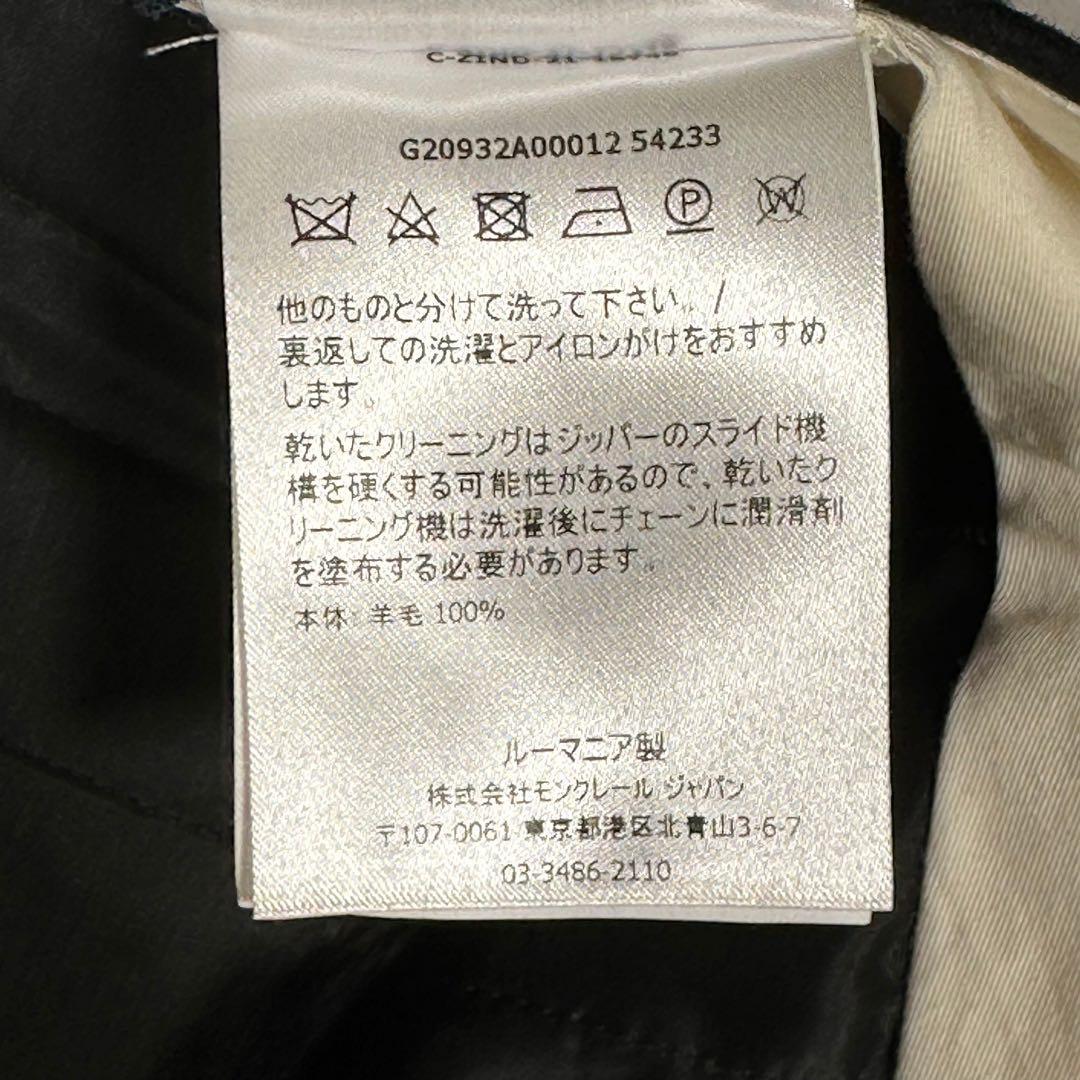 G20932A00012 54233
P W
他のものと分けて洗って下さい。/
裏返しての洗濯とアイロンがけをおすすめ
します。
乾いたクリーニングはジッパーのスライド機
構を硬くする可能性があるので、乾いたク
リーニング機は洗濯後にチェーンに潤滑剤
を塗布する必要があります。
本体: 羊毛 100%
ルーマニア製
株式会社モンクレール ジャパン
〒107-0061 東京都港区北青山3-6-7
03-3486-2110